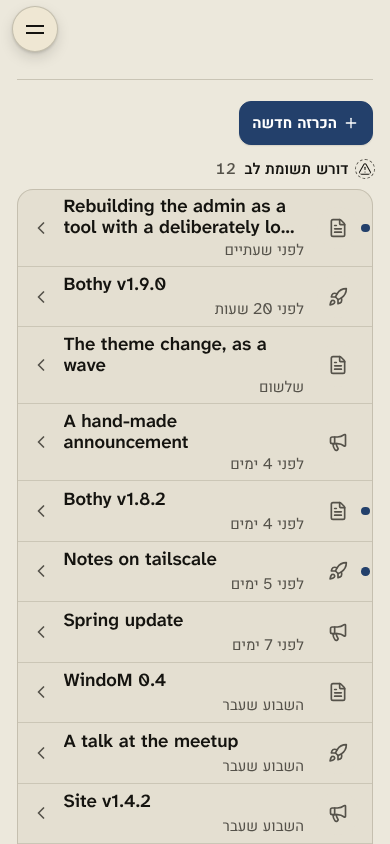 הכרזה חדשה
דורש תשומת לב 12
Rebuilding the admin as a
tool with a deliberately lo...
לפני שעתיים
Bothy v1.9.0
לפני 20 שעות
The theme change, as a
wave
שלשום
A hand-made
announcement
לפני 4 ימים
Bothy v1.8.2
לפני 4 ימים
Notes on tailscale
לפני 5 ימים
Spring update
לפני 7 ימים
WindoM 0.4
השבוע שעבר
A talk at the meetup
השבוע שעבר
Site v1.4.2
השבוע שעבר